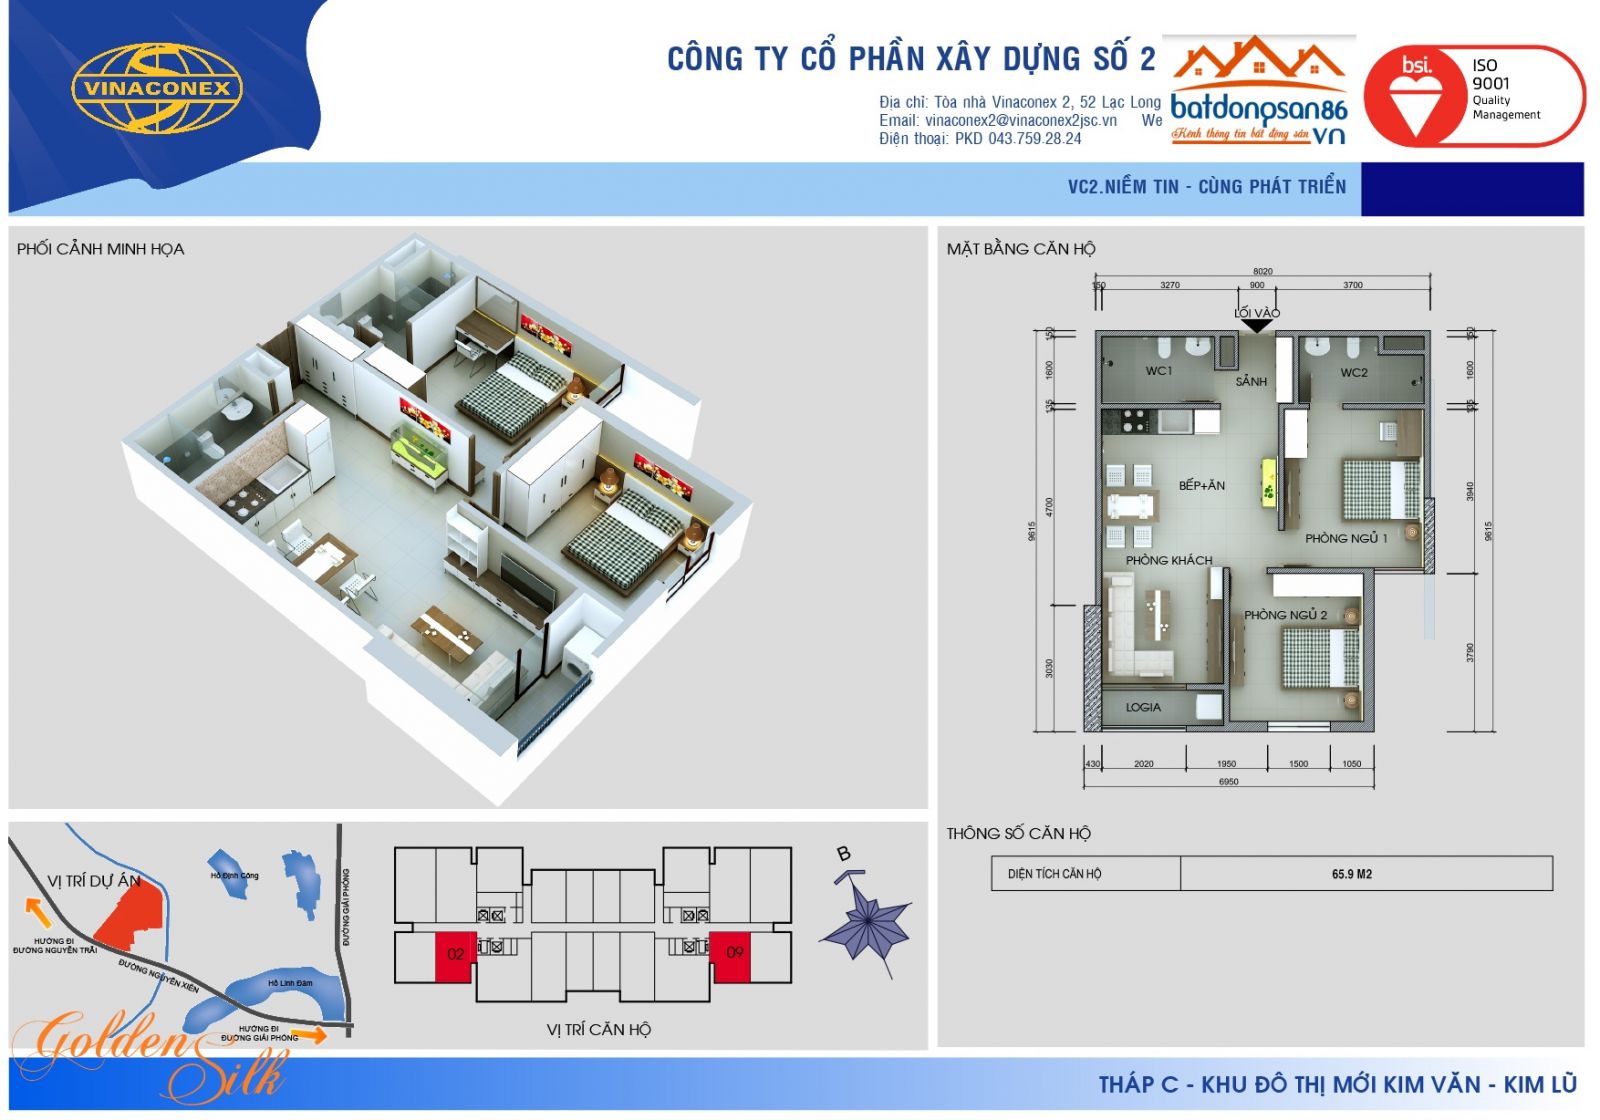 VINACONEX
CÔNG TY CỔ PHẦN XÂY DỰNG SỐ 2
Địa chỉ: Tòa nhà Vinaconex 2, 52 Lạc Long
Email: vinaconex2@vinaconex2jsc.vn We
Điện thoại: PKD 043.759.28.24
batdongsan86
Kênh thông tin bất động sản VN
bsi.
ISO
9001
Quality
Management
VC2.NIỀM TIN - CÙNG PHÁT TRIỂN
PHỐI CẢNH MINH HỌA
MẶT BẰNG CĂN HỘ
8020
150 3270 900 3700
LỐI VÀO
150 1600 125 4700 3030
9615
WC1
SẢNH
WC2
BẾP+ĂN
PHÒNG NGỦ 1
PHÒNG KHÁCH
PHÒNG NGỦ 2
LOGIA
150 1600 125 3940 3790
9615
430 2020 1950 1500 1050
6950
THÔNG SỐ CĂN HỘ
DIỆN TÍCH CĂN HỘ 65.9 M2
VỊ TRÍ DỰ ÁN
HƯỚNG ĐI
ĐƯỜNG NGUYỄN TRÃI
ĐƯỜNG NGUYỄN XIỂN
Hồ Định Công
ĐƯỜNG GIẢI PHÓNG
Hồ Linh Đàm
HƯỚNG ĐI
ĐƯỜNG GIẢI PHÓNG
02
09
VỊ TRÍ CĂN HỘ
B
Golden Silk
THÁP C - KHU ĐÔ THỊ MỚI KIM VĂN - KIM LŨ